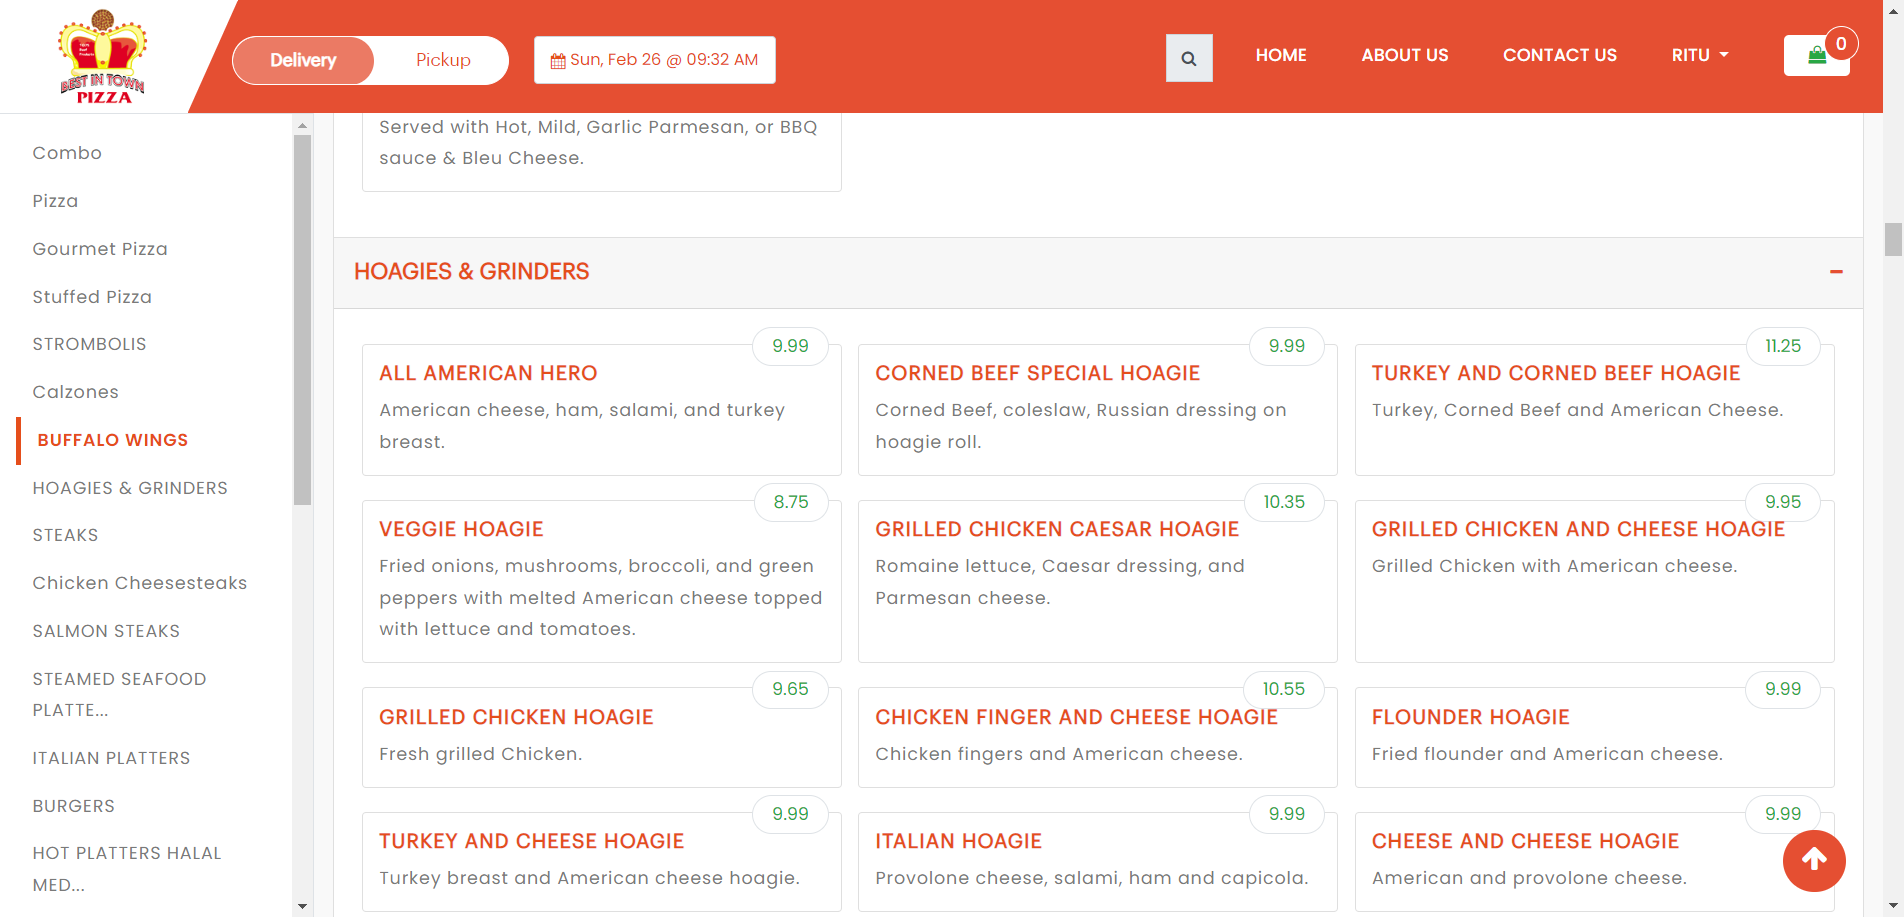 BEST IN TOWN
PIZZA
Delivery
Pickup
Sun, Feb 26 @ 09:32 AM
HOME
ABOUT US
CONTACT US
RITU
0
Combo
Pizza
Gourmet Pizza
Stuffed Pizza
STROMBOLIS
Calzones
BUFFALO WINGS
HOAGIES & GRINDERS
STEAKS
Chicken Cheesesteaks
SALMON STEAKS
STEAMED SEAFOOD
PLATTE...
ITALIAN PLATTERS
BURGERS
HOT PLATTERS HALAL
MED...
Served with Hot, Mild, Garlic Parmesan, or BBQ
sauce & Bleu Cheese.
HOAGIES & GRINDERS
9.99
ALL AMERICAN HERO
American cheese, ham, salami, and turkey
breast.
9.99
CORNED BEEF SPECIAL HOAGIE
Corned Beef, coleslaw, Russian dressing on
hoagie roll.
11.25
TURKEY AND CORNED BEEF HOAGIE
Turkey, Corned Beef and American Cheese.
8.75
VEGGIE HOAGIE
Fried onions, mushrooms, broccoli, and green
peppers with melted American cheese topped
with lettuce and tomatoes.
10.35
GRILLED CHICKEN CAESAR HOAGIE
Romaine lettuce, Caesar dressing, and
Parmesan cheese.
9.95
GRILLED CHICKEN AND CHEESE HOAGIE
Grilled Chicken with American cheese.
9.65
GRILLED CHICKEN HOAGIE
Fresh grilled Chicken.
10.55
CHICKEN FINGER AND CHEESE HOAGIE
Chicken fingers and American cheese.
9.99
FLOUNDER HOAGIE
Fried flounder and American cheese.
9.99
TURKEY AND CHEESE HOAGIE
Turkey breast and American cheese hoagie.
9.99
ITALIAN HOAGIE
Provolone cheese, salami, ham and capicola.
9.99
CHEESE AND CHEESE HOAGIE
American and provolone cheese.